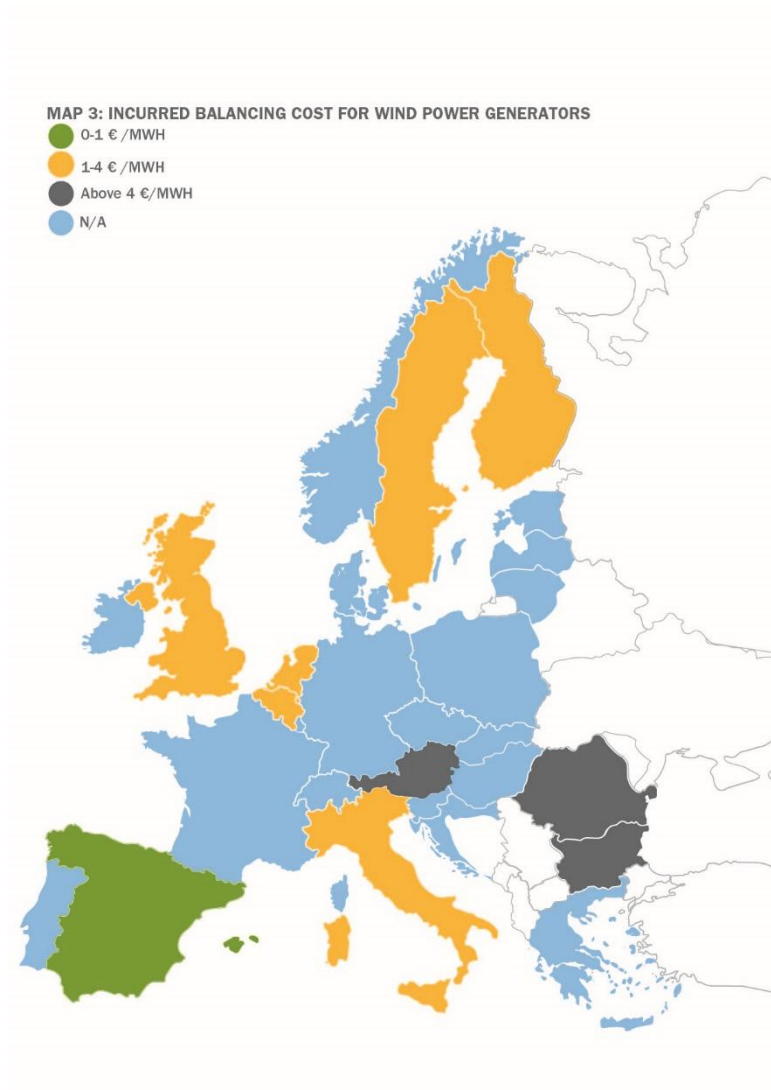 MAP 3: INCURRED BALANCING COST FOR WIND POWER GENERATORS
0-1 € /MWH
1-4 € /MWH
Above 4 €/MWH
N/A